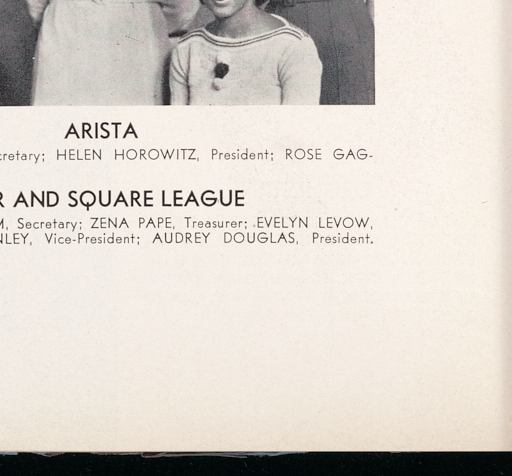 ARISTA
cretary; HELEN HOROWITZ, President; ROSE GAG-
R AND SQUARE LEAGUE
M, Secretary; ZENA PAPE, Treasurer; EVELYN LEVOW,
NLEY, Vice-President; AUDREY DOUGLAS, President.